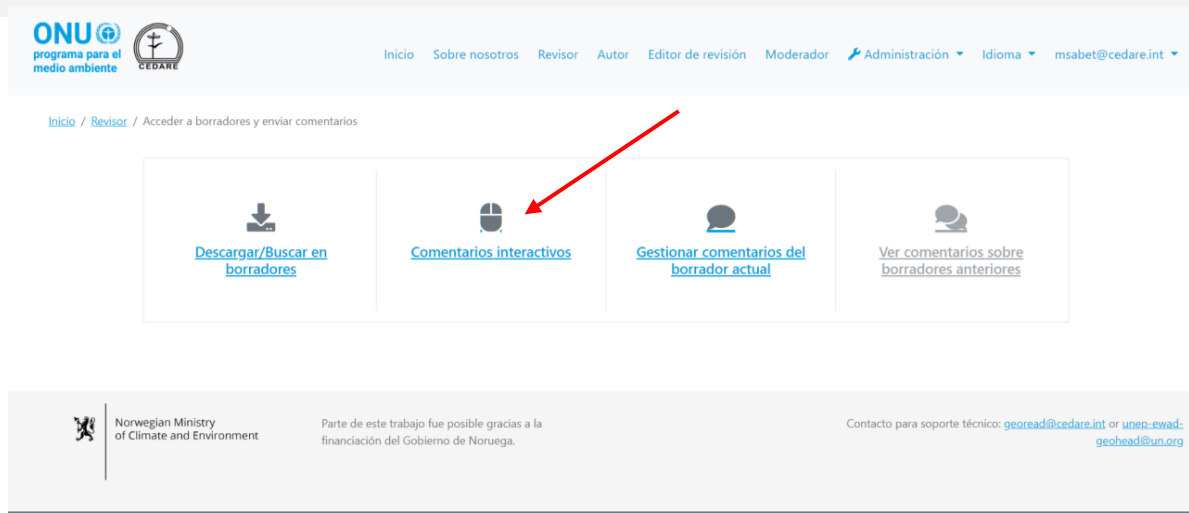 ONU
programa para el
medio ambiente
CEDARE
Inicio Sobre nosotros Revisor Autor Editor de revisión Moderador Administración Idioma msabet@cedare.int
Inicio / Revisor / Acceder a borradores y enviar comentarios
Descargar/Buscar en
borradores
Comentarios interactivos
Gestionar comentarios del
borrador actual
Ver comentarios sobre
borradores anteriores
Norwegian Ministry
of Climate and Environment
Parte de este trabajo fue posible gracias a la
financiación del Gobierno de Noruega.
Contacto para soporte técnico: georead@cedare.int or unep-ewad-
geohead@un.org